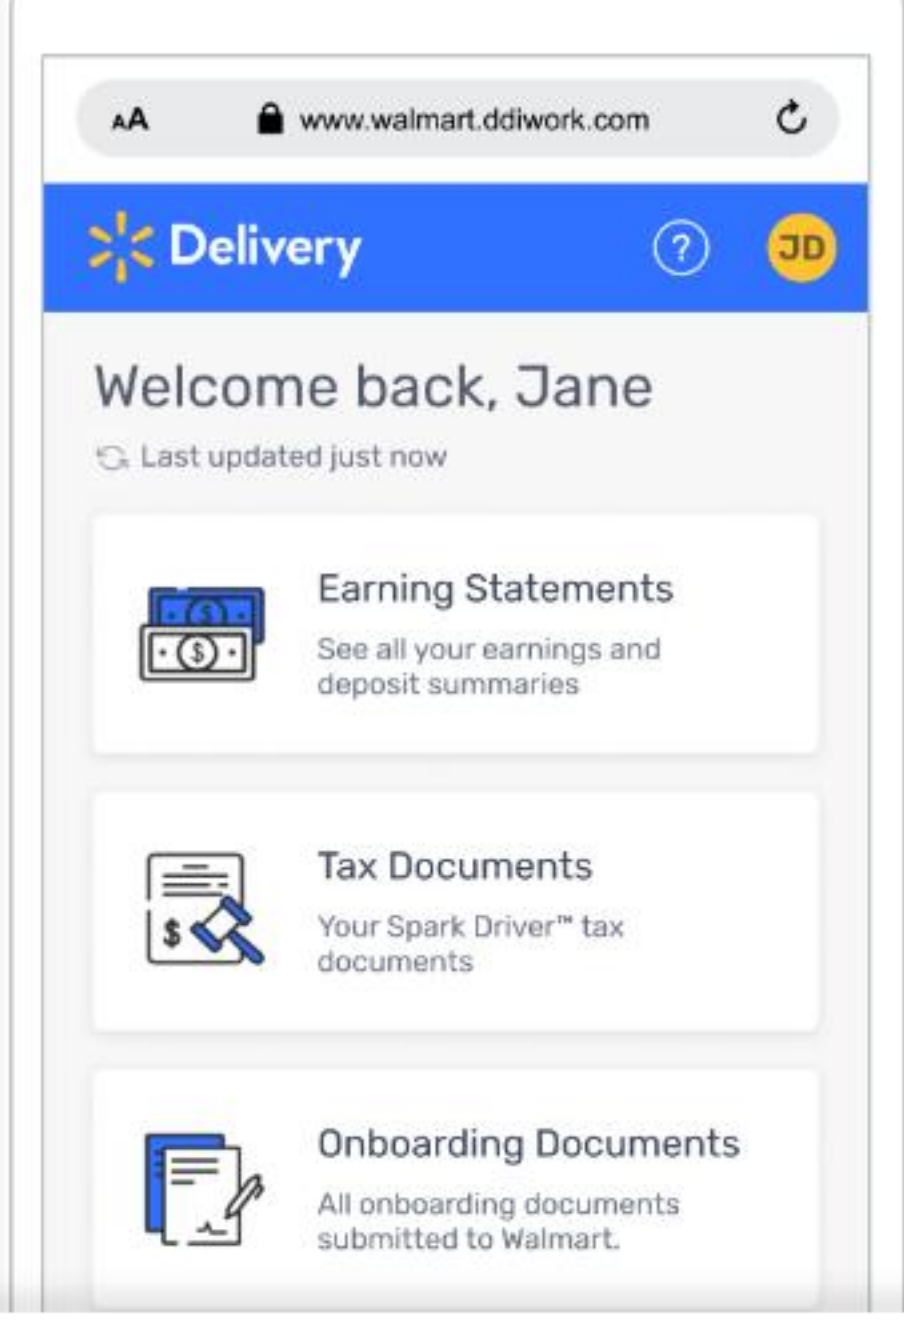 AA www.walmart.ddiwork.com
Delivery ? JD
Welcome back, Jane
Last updated just now
Earning Statements
See all your earnings and
deposit summaries
Tax Documents
Your Spark Driver™ tax
documents
Onboarding Documents
All onboarding documents
submitted to Walmart.